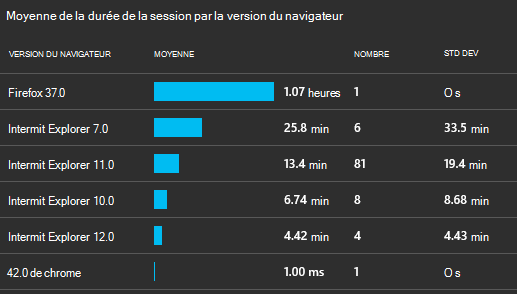 Moyenne de la durée de la session par la version du navigateur
VERSION DU NAVIGATEUR MOYENNE NOMBRE STD DEV
Firefox 37.0 1.07 heures 1 O s
Intermit Explorer 7.0 25.8 min 6 33.5 min
Intermit Explorer 11.0 13.4 min 81 19.4 min
Intermit Explorer 10.0 6.74 min 8 8.68 min
Intermit Explorer 12.0 4.42 min 4 4.43 min
42.0 de chrome 1.00 ms 1 O s